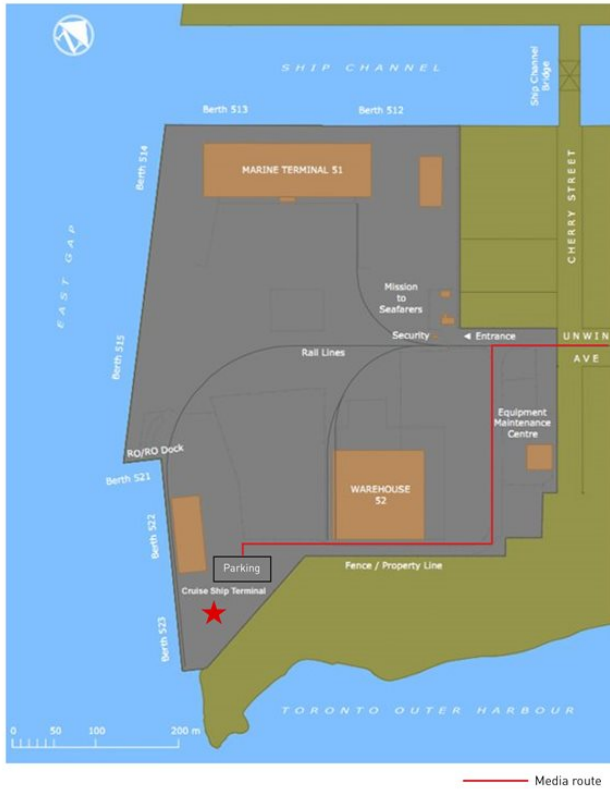 SHIP CHANNEL
Ship Channel
Bridge
Berth 513
Berth 512
Berth 514
MARINE TERMINAL 51
CHERRY STREET
EAST GAP
Mission
to
Seafarers
Security
Entrance
UNWIN
AVE
Rail Lines
Berth 515
Equipment
Maintenance
Centre
RO/RO Dock
Berth 521
WAREHOUSE
52
Berth 522
Parking
Fence / Property Line
Cruise Ship Terminal
Berth 523
TORONTO OUTER HARBOUR
0 50 100 200 m
Media route